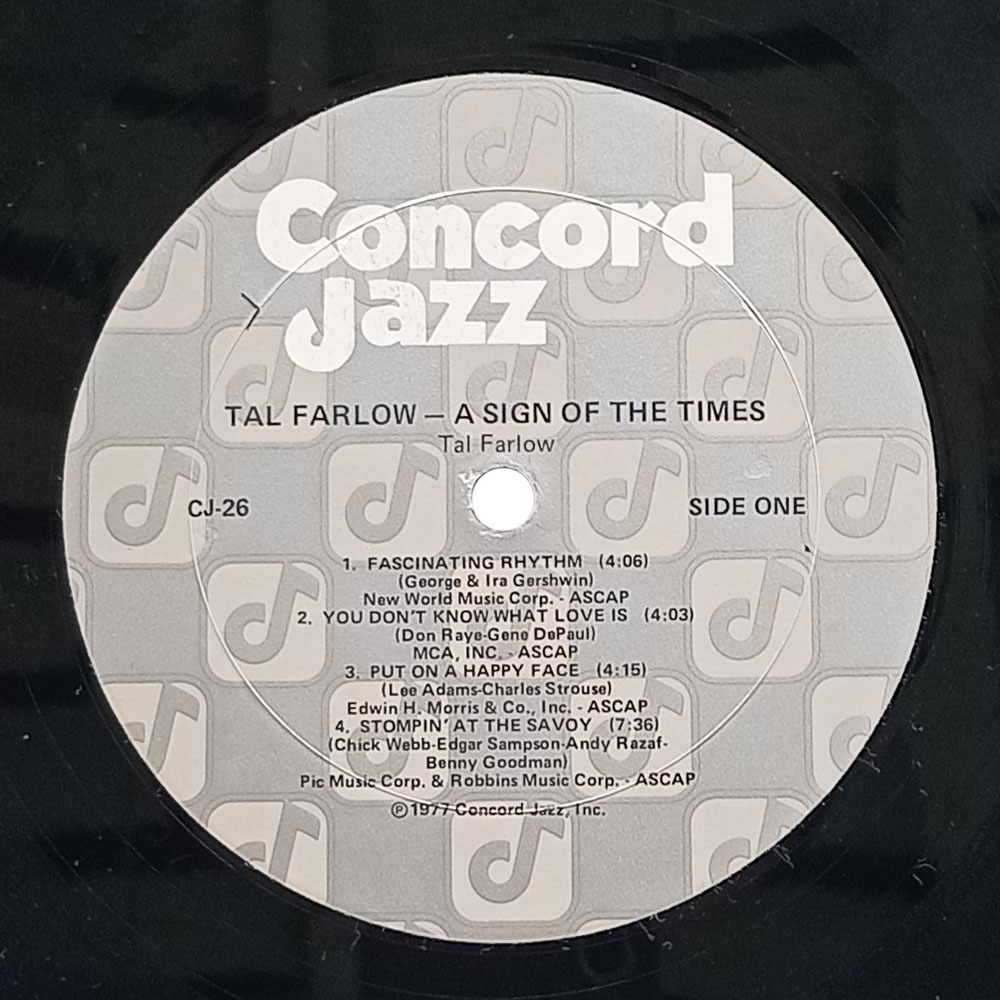 Concord
Jazz
TAL FARLOW – A SIGN OF THE TIMES
Tal Farlow
CJ-26
SIDE ONE
1. FASCINATING RHYTHM (4:06)
(George & Ira Gershwin)
New World Music Corp. - ASCAP
2. YOU DON'T KNOW WHAT LOVE IS (4:03)
(Don Raye-Gene DePaul)
MCA, INC. - ASCAP
3. PUT ON A HAPPY FACE (4:15)
(Lee Adams-Charles Strouse)
Edwin H. Morris & Co., Inc. - ASCAP
4. STOMPIN' AT THE SAVOY (7:36)
(Chick Webb-Edgar Sampson-Andy Razaf-
Benny Goodman)
Pic Music Corp. & Robbins Music Corp. - ASCAP
℗1977 Concord Jazz, Inc.